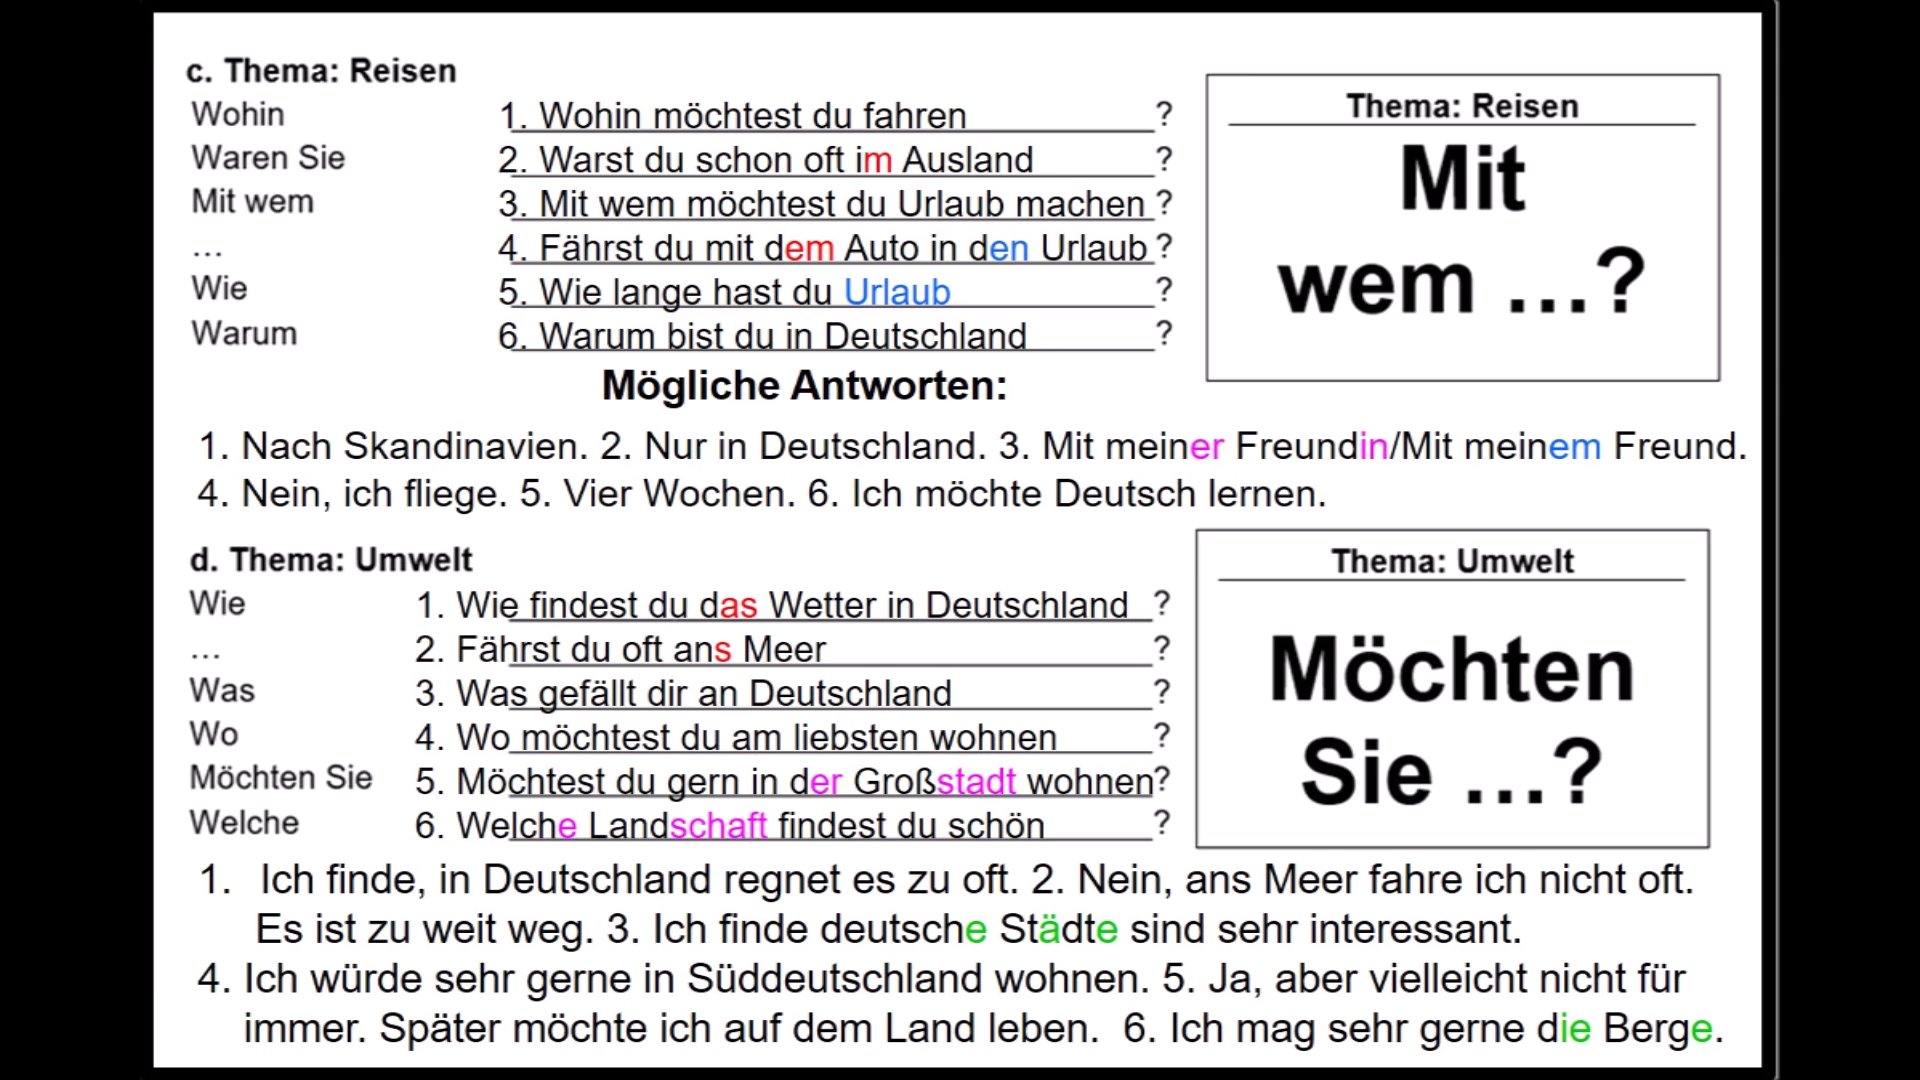 c. Thema: Reisen
Wohin 1. Wohin möchtest du fahren ?
Waren Sie 2. Warst du schon oft im Ausland ?
Mit wem 3. Mit wem möchtest du Urlaub machen ?
... 4. Fährst du mit dem Auto in den Urlaub ?
Wie 5. Wie lange hast du Urlaub ?
Warum 6. Warum bist du in Deutschland ?
Thema: Reisen
Mit
wem ...?
Mögliche Antworten:
1. Nach Skandinavien. 2. Nur in Deutschland. 3. Mit meiner Freundin/Mit meinem Freund.
4. Nein, ich fliege. 5. Vier Wochen. 6. Ich möchte Deutsch lernen.
d. Thema: Umwelt
Wie 1. Wie findest du das Wetter in Deutschland ?
... 2. Fährst du oft ans Meer ?
Was 3. Was gefällt dir an Deutschland ?
Wo 4. Wo möchtest du am liebsten wohnen ?
Möchten Sie 5. Möchtest du gern in der Großstadt wohnen ?
Welche 6. Welche Landschaft findest du schön ?
Thema: Umwelt
Möchten
Sie ...?
1. Ich finde, in Deutschland regnet es zu oft. 2. Nein, ans Meer fahre ich nicht oft.
Es ist zu weit weg. 3. Ich finde deutsche Städte sind sehr interessant.
4. Ich würde sehr gerne in Süddeutschland wohnen. 5. Ja, aber vielleicht nicht für
immer. Später möchte ich auf dem Land leben. 6. Ich mag sehr gerne die Berge.